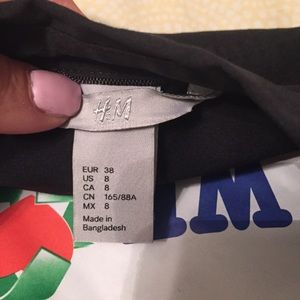 H&M
EUR 38
US 8
CA 8
CN 165/88A
MX 8
Made in
Bangladesh